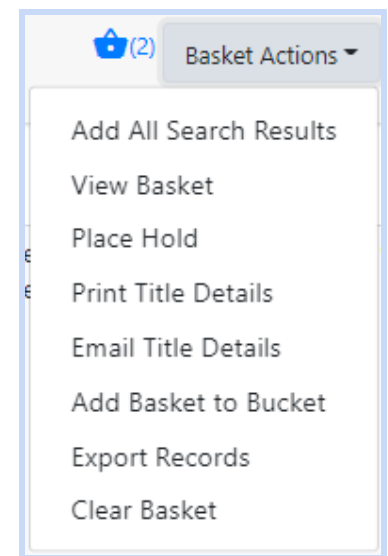 (2) Basket Actions
Add All Search Results
View Basket
Place Hold
e
Print Title Details
e
Email Title Details
Add Basket to Bucket
Export Records
Clear Basket